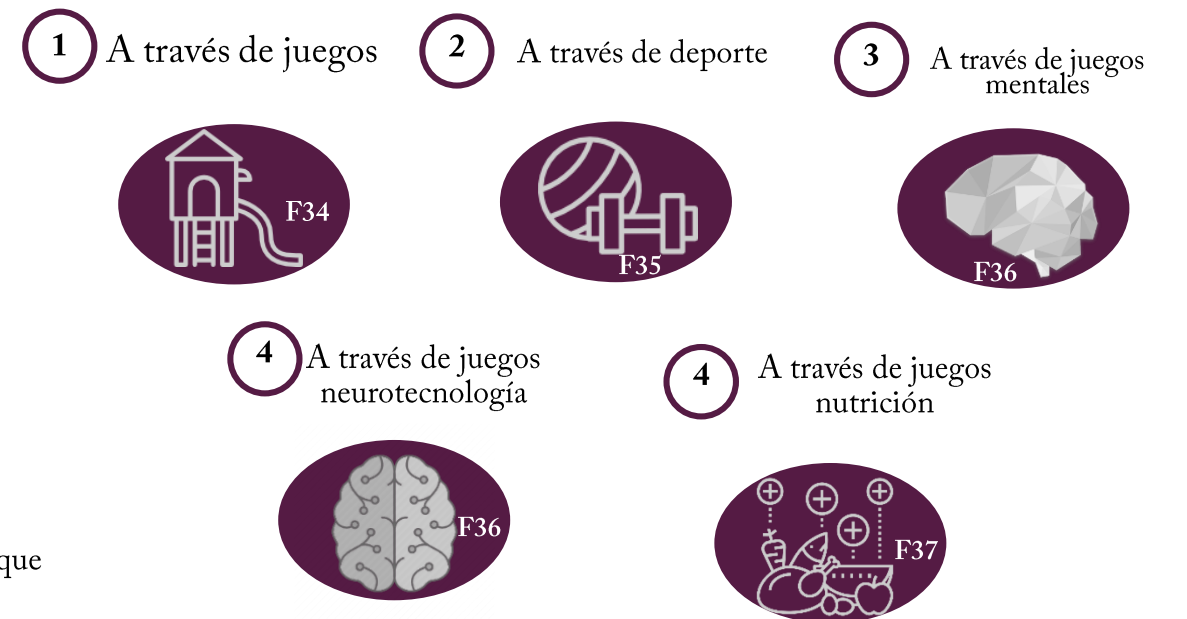 1
A través de juegos
2
A través de deporte
3
A través de juegos
mentales
F34
F35
F36
4
A través de juegos
neurotecnología
4
A través de juegos
nutrición
F36
F37
que